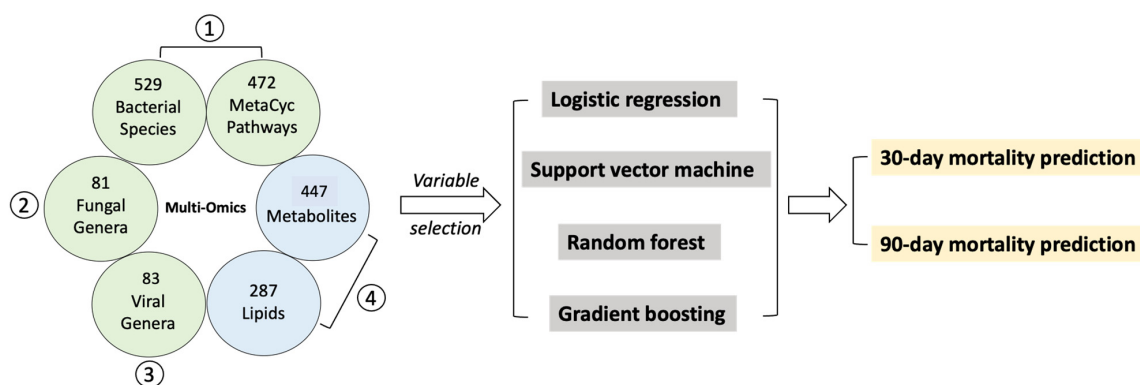 ①
529
Bacterial
Species
472
MetaCyc
Pathways
②
81
Fungal
Genera
Multi-Omics
447
Metabolites
83
Viral
Genera
287
Lipids
③
④
Variable
selection
Logistic regression
Support vector machine
Random forest
Gradient boosting
30-day mortality prediction
90-day mortality prediction